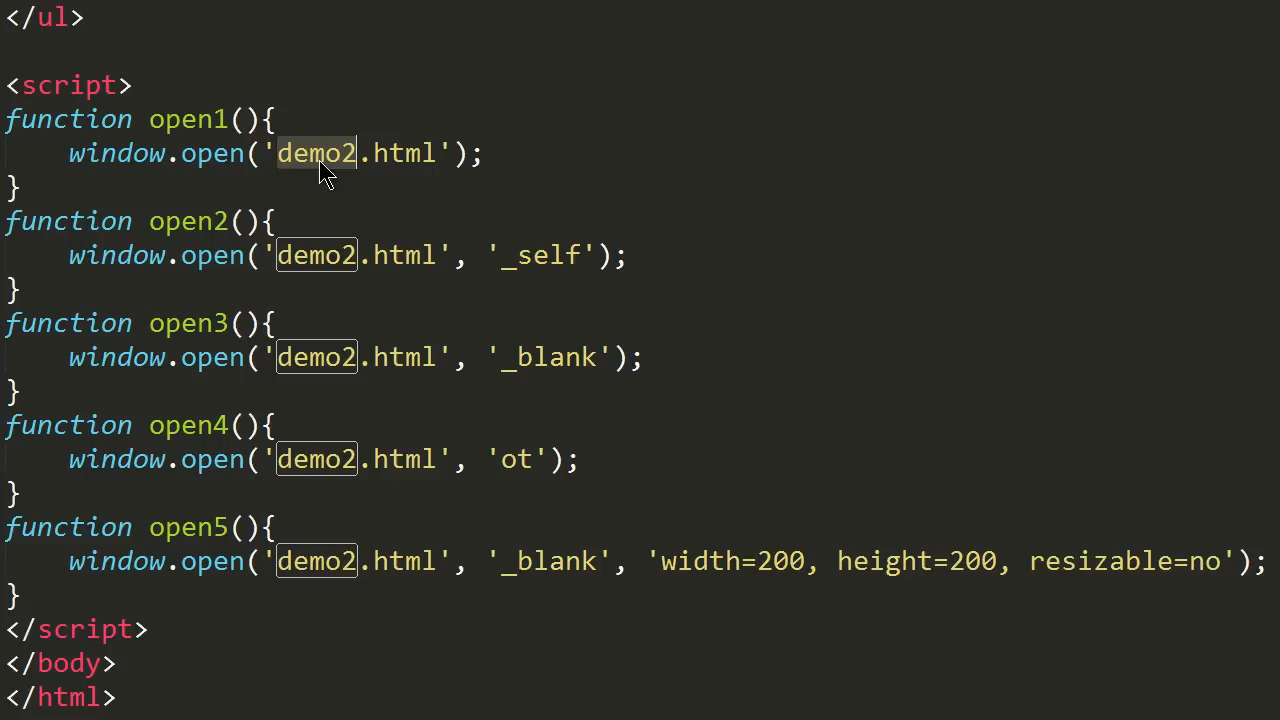 </ul>
<script>
function open1(){
    window.open('demo2.html');
}
function open2(){
    window.open('demo2.html', '_self');
}
function open3(){
    window.open('demo2.html', '_blank');
}
function open4(){
    window.open('demo2.html', 'ot');
}
function open5(){
    window.open('demo2.html', '_blank', 'width=200, height=200, resizable=no');
}
</script>
</body>
</html>